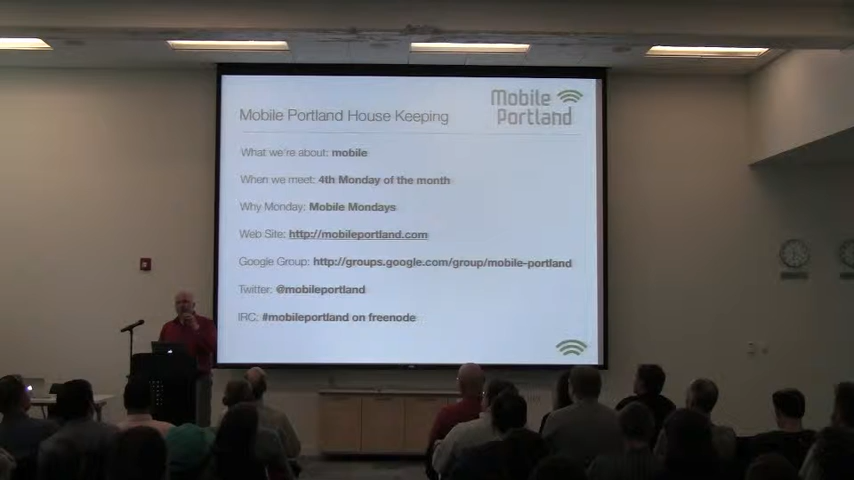 Mobile Portland House Keeping
Mobile
Portland
What we're about: mobile
When we meet: 4th Monday of the month
Why Monday: Mobile Mondays
Web Site: http://mobileportland.com
Google Group: http://groups.google.com/group/mobile-portland
Twitter: @mobileportland
IRC: #mobileportland on freenode